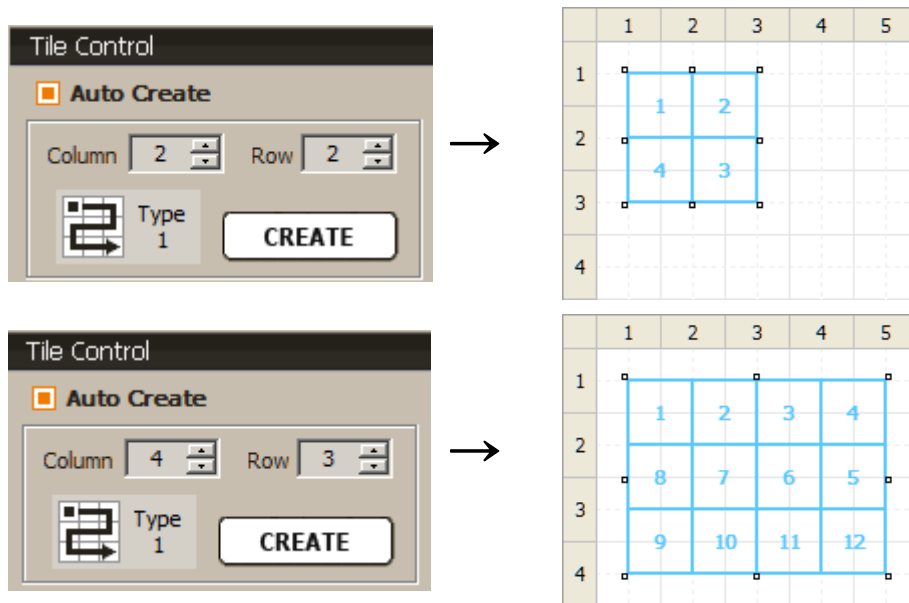 Tile Control
Auto Create
Column 2 Row 2
Type
1
CREATE
1 2 3 4 5
1
2
3
4
1 2
4 3
Tile Control
Auto Create
Column 4 Row 3
Type
1
CREATE
1 2 3 4 5
1
2
3
4
1 2 3 4
8 7 6 5
9 10 11 12